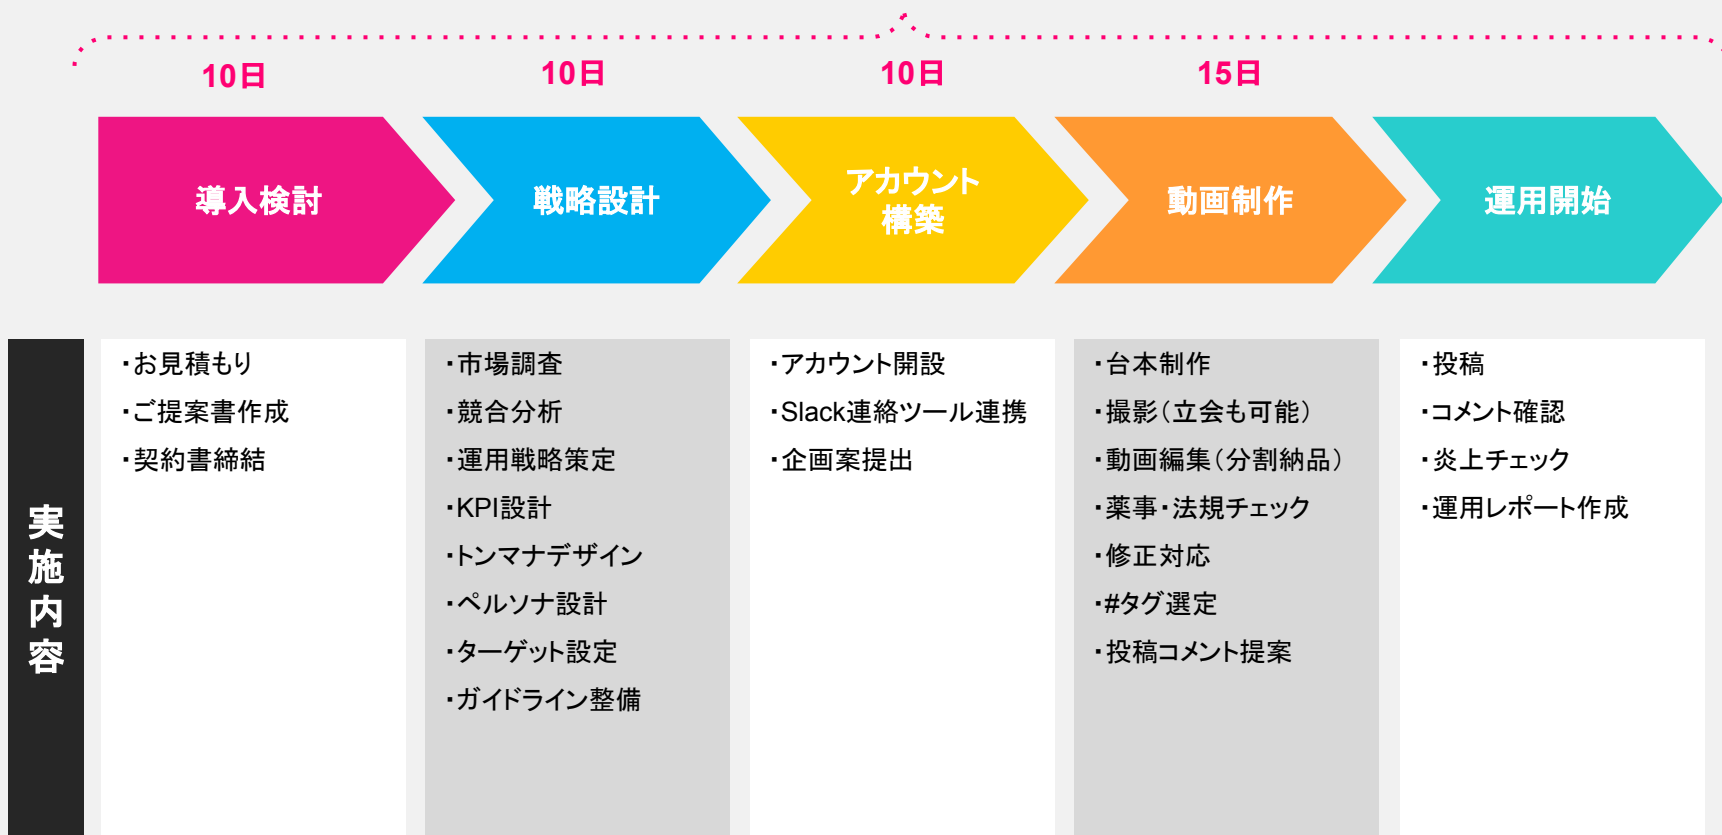 10日
10日
10日
15日
導入検討
戦略設計
アカウント
構築
動画制作
運用開始
実施内容
・お見積もり
・ご提案書作成
・契約書締結
・市場調査
・競合分析
・運用戦略策定
・KPI設計
・トンマナデザイン
・ペルソナ設計
・ターゲット設定
・ガイドライン整備
・アカウント開設
・Slack連絡ツール連携
・企画案提出
・台本制作
・撮影（立会も可能）
・動画編集（分割納品）
・薬事・法規チェック
・修正対応
・#タグ選定
・投稿コメント提案
・投稿
・コメント確認
・炎上チェック
・運用レポート作成